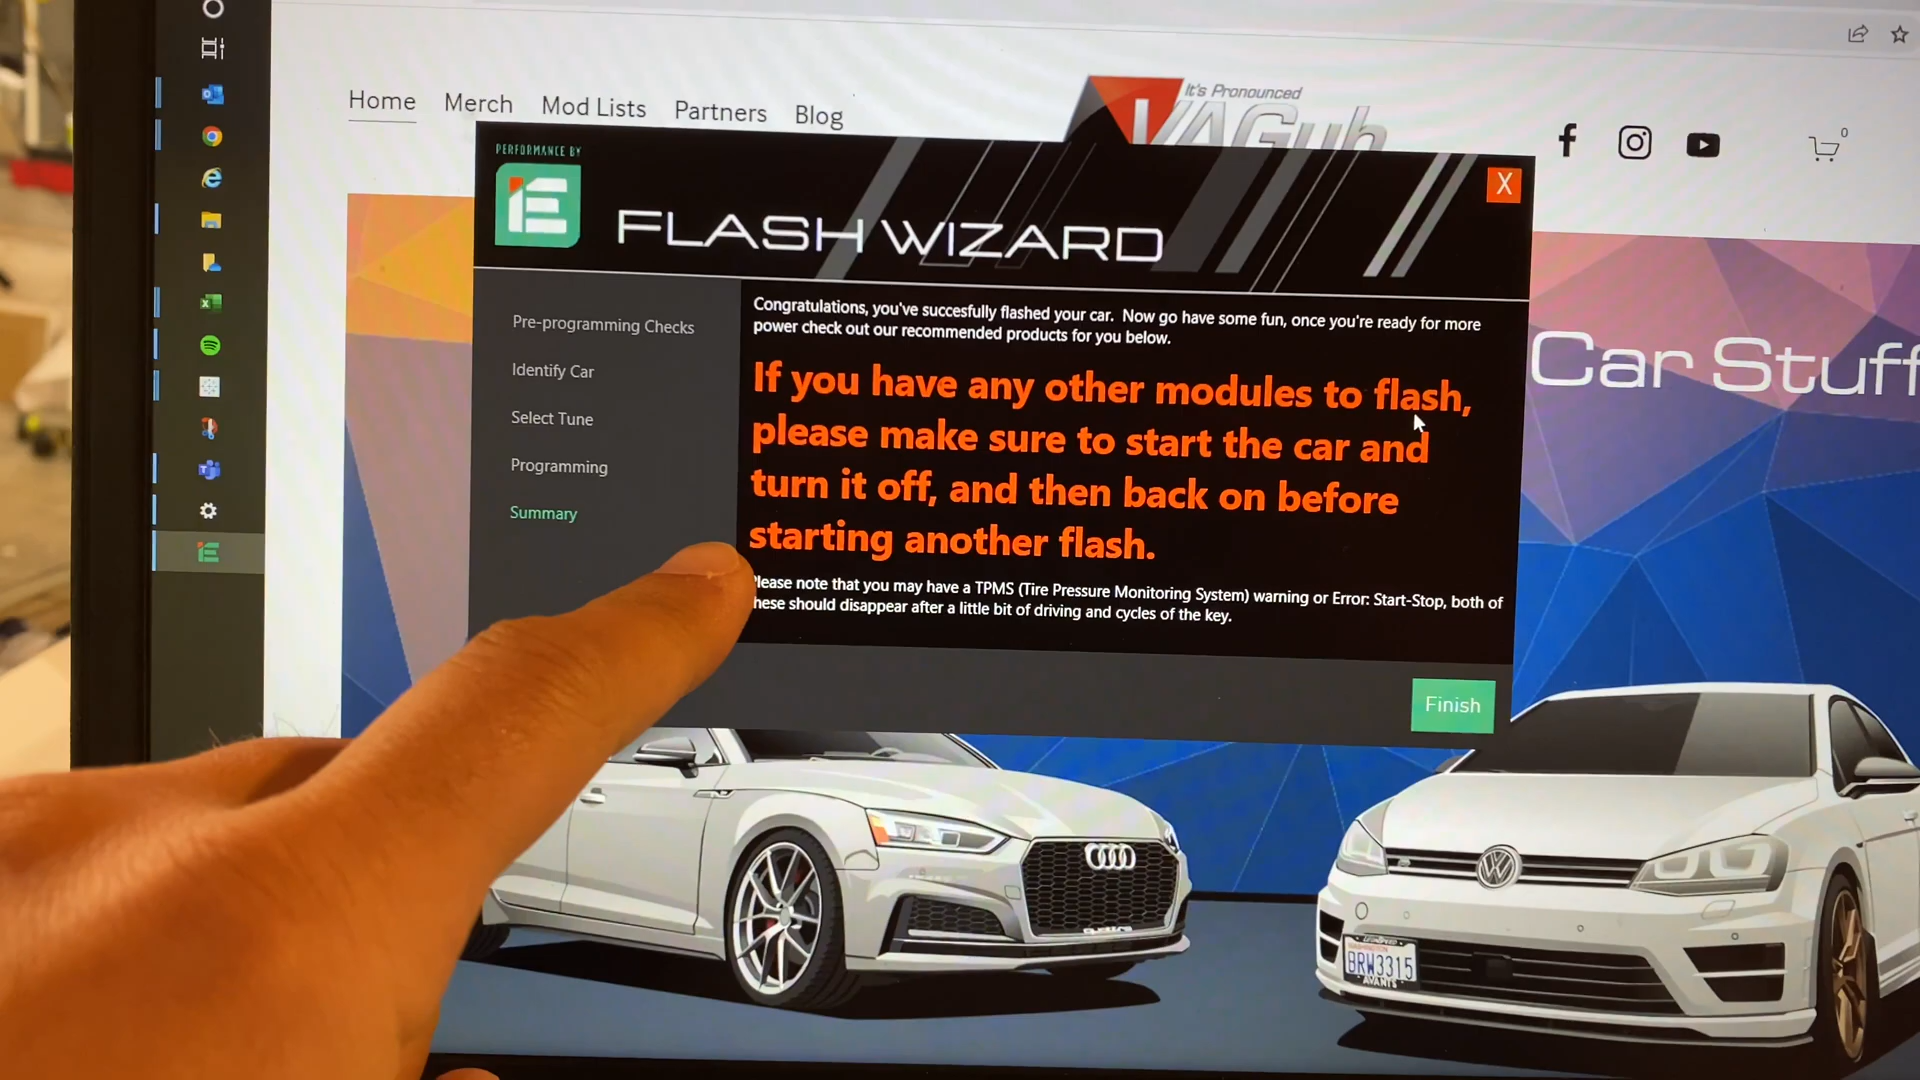 Home Merch Mod Lists Partners Blog
It's Pronounced
VAGuh
0
PERFORMANCE BY
IE
FLASH WIZARD
X
Pre-programming Checks
Identify Car
Select Tune
Programming
Summary
Congratulations, you've succesfully flashed your car. Now go have some fun, once you're ready for more
power check out our recommended products for you below.
If you have any other modules to flash,
please make sure to start the car and
turn it off, and then back on before
starting another flash.
lease note that you may have a TPMS (Tire Pressure Monitoring System) warning or Error: Start-Stop, both of
hese should disappear after a little bit of driving and cycles of the key.
Finish
Car Stuff
quattro
BRW3315
AVANTS